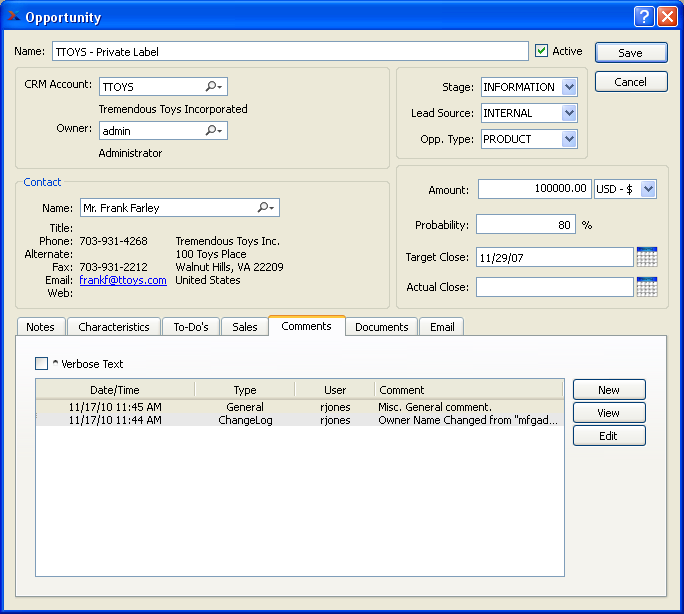 Opportunity
Name: TTOYS - Private Label Active Save
CRM Account: TTOYS
Tremendous Toys Incorporated
Owner: admin
Administrator
Stage: INFORMATION Cancel
Lead Source: INTERNAL
Opp. Type: PRODUCT
Contact
Name: Mr. Frank Farley
Title:
Phone: 703-931-4268 Tremendous Toys Inc.
Alternate: 100 Toys Place
Fax: 703-931-2212 Walnut Hills, VA 22209
Email: frankf@ttoys.com United States
Web:
Amount: 100000.00 USD - $
Probability: 80 %
Target Close: 11/29/07
Actual Close:
Notes Characteristics To-Do's Sales Comments Documents Email
^ Verbose Text
Date/Time Type User Comment New
11/17/10 11:45 AM General rjones Misc. General comment.
11/17/10 11:44 AM ChangeLog rjones Owner Name Changed from "mfgad... View
Edit